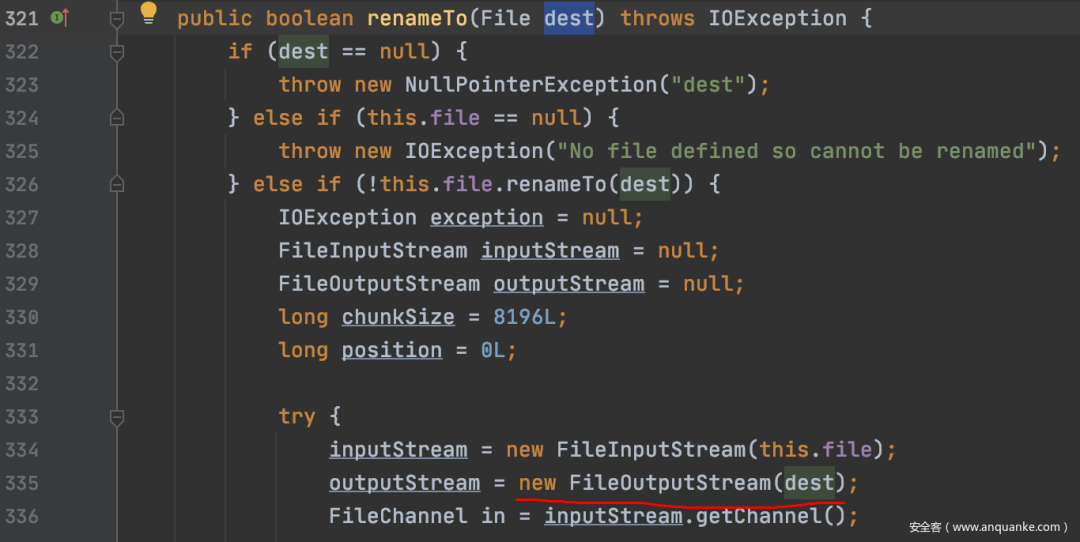 321 public boolean renameTo(File dest) throws IOException {
322 if (dest == null) {
323 throw new NullPointerException("dest");
324 } else if (this.file == null) {
325 throw new IOException("No file defined so cannot be renamed");
326 } else if (!this.file.renameTo(dest)) {
327 IOException exception = null;
328 FileInputStream inputStream = null;
329 FileOutputStream outputStream = null;
330 long chunkSize = 8196L;
331 long position = 0L;
332
333 try {
334 inputStream = new FileInputStream(this.file);
335 outputStream = new FileOutputStream(dest);
336 FileChannel in = inputStream.getChannel();
安全客（www.anquanke.com）